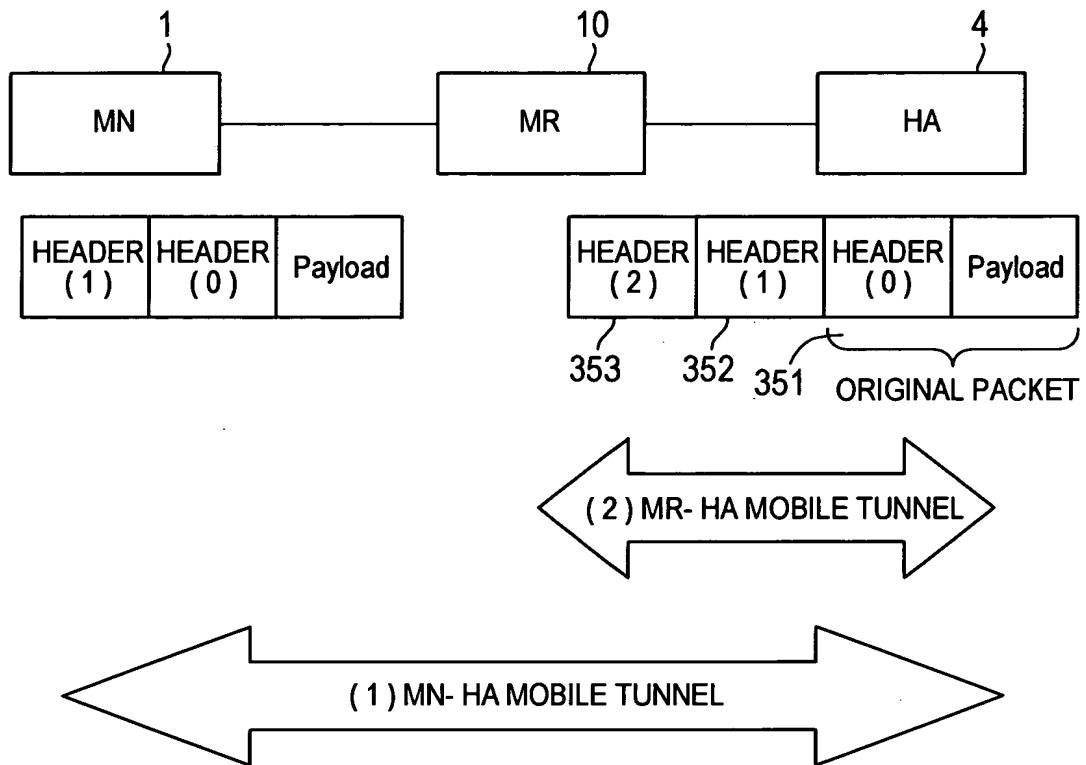 1
10
4
MN
MR
HA
HEADER
( 1 )
HEADER
( 0 )
Payload
HEADER
( 2 )
HEADER
( 1 )
HEADER
( 0 )
Payload
353
352
351
ORIGINAL PACKET
( 2 ) MR- HA MOBILE TUNNEL
( 1 ) MN- HA MOBILE TUNNEL